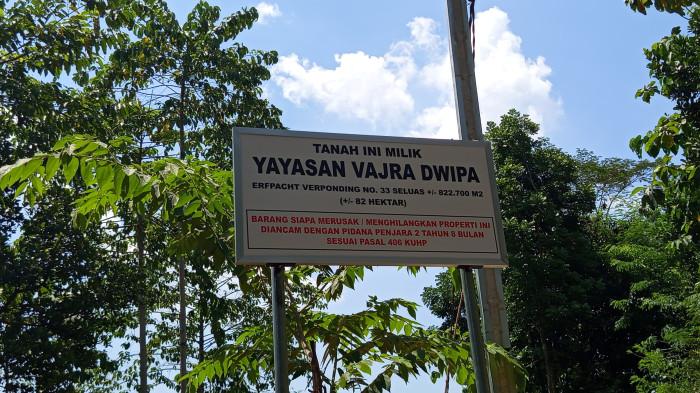 TANAH INI MILIK
YAYASAN VAJRA DWIPA
ERFPACHT VERPONDING NO. 33 SELUAS +/- 822.700 M2
(+/- 82 HEKTAR)
BARANG SIAPA MERUSAK / MENGHILANGKAN PROPERTI INI
DIANCAM DENGAN PIDANA PENJARA 2 TAHUN 8 BULAN
SESUAI PASAL 406 KUHP